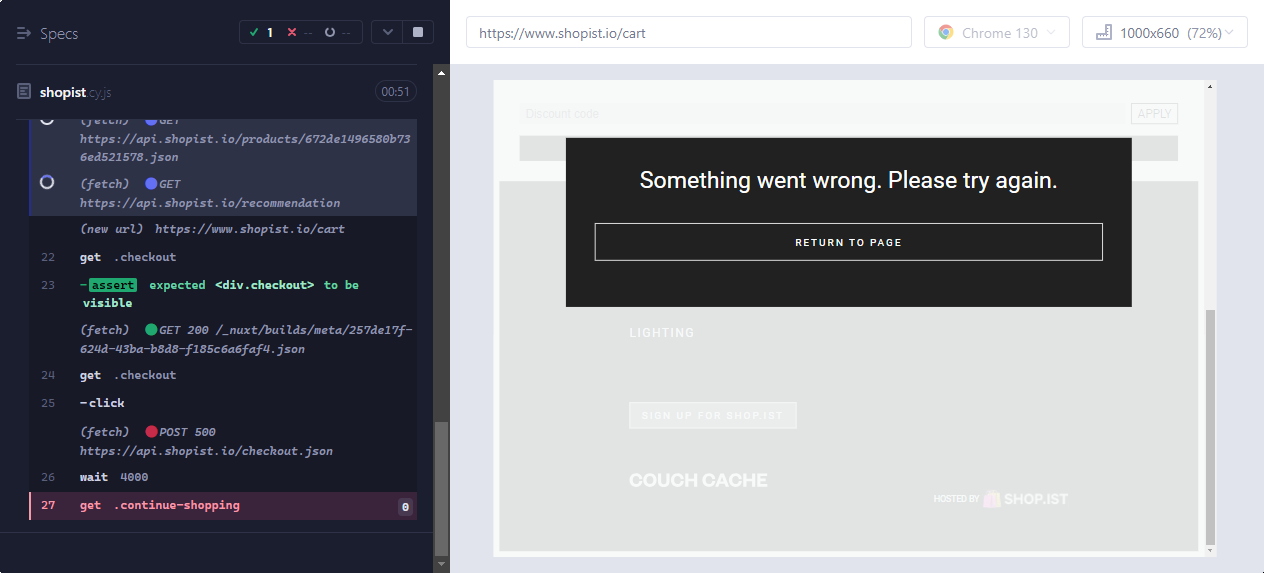 Specs
1
--
--
shopist.cy.js
00:51
(fetch) GET
https://api.shopist.io/products/672de1496580b73
6ed521578.json
(fetch) GET
https://api.shopist.io/recommendation
(new url) https://www.shopist.io/cart
22 get .checkout
23 -assert expected <div.checkout> to be
visible
(fetch) GET 200 /_nuxt/builds/meta/257de17f-
624d-43ba-b8d8-f185c6a6faf4.json
24 get .checkout
25 -click
(fetch) POST 500
https://api.shopist.io/checkout.json
26 wait 4000
27 get .continue-shopping 0
https://www.shopist.io/cart
Chrome 130
1000x660 (72%)
Discount code
APPLY
Something went wrong. Please try again.
RETURN TO PAGE
LIGHTING
SIGN UP FOR SHOP.IST
COUCH CACHE
HOSTED BY SHOP.IST